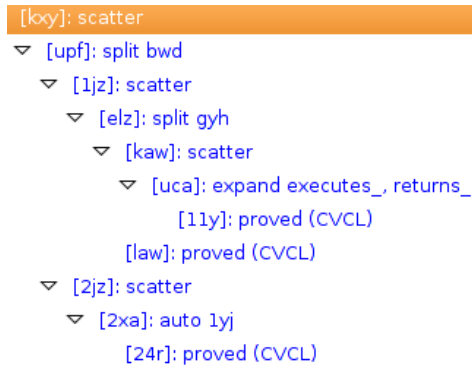 [kxy]: scatter
[upf]: split bwd
[1jz]: scatter
[elz]: split gyh
[kaw]: scatter
[uca]: expand executes_, returns_
[11y]: proved (CVCL)
[law]: proved (CVCL)
[2jz]: scatter
[2xa]: auto 1yj
[24r]: proved (CVCL)